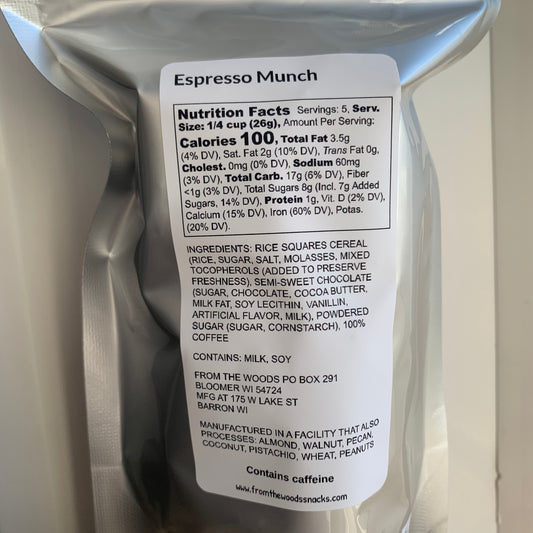 Espresso Munch
Nutrition Facts Servings: 5, Serv.
Size: 1/4 cup (26g), Amount Per Serving:
Calories 100, Total Fat 3.5g
(4% DV), Sat. Fat 2g (10% DV), Trans Fat 0g,
Cholest. 0mg (0% DV), Sodium 60mg
(3% DV), Total Carb. 17g (6% DV), Fiber
<1g (3% DV), Total Sugars 8g (Incl. 7g Added
Sugars, 14% DV), Protein 1g, Vit. D (2% DV),
Calcium (15% DV), Iron (60% DV), Potas.
(20% DV).
INGREDIENTS: RICE SQUARES CEREAL
(RICE, SUGAR, SALT, MOLASSES, MIXED
TOCOPHEROLS (ADDED TO PRESERVE
FRESHNESS), SEMI-SWEET CHOCOLATE
(SUGAR, CHOCOLATE, COCOA BUTTER,
MILK FAT, SOY LECITHIN, VANILLIN,
ARTIFICIAL FLAVOR, MILK), POWDERED
SUGAR (SUGAR, CORNSTARCH), 100%
COFFEE
CONTAINS: MILK, SOY
FROM THE WOODS PO BOX 291
BLOOMER WI 54724
MFG AT 175 W LAKE ST
BARRON WI
MANUFACTURED IN A FACILITY THAT ALSO
PROCESSES: ALMOND, WALNUT, PECAN,
COCONUT, PISTACHIO, WHEAT, PEANUTS
Contains caffeine
www.fromthewoodssnacks.com